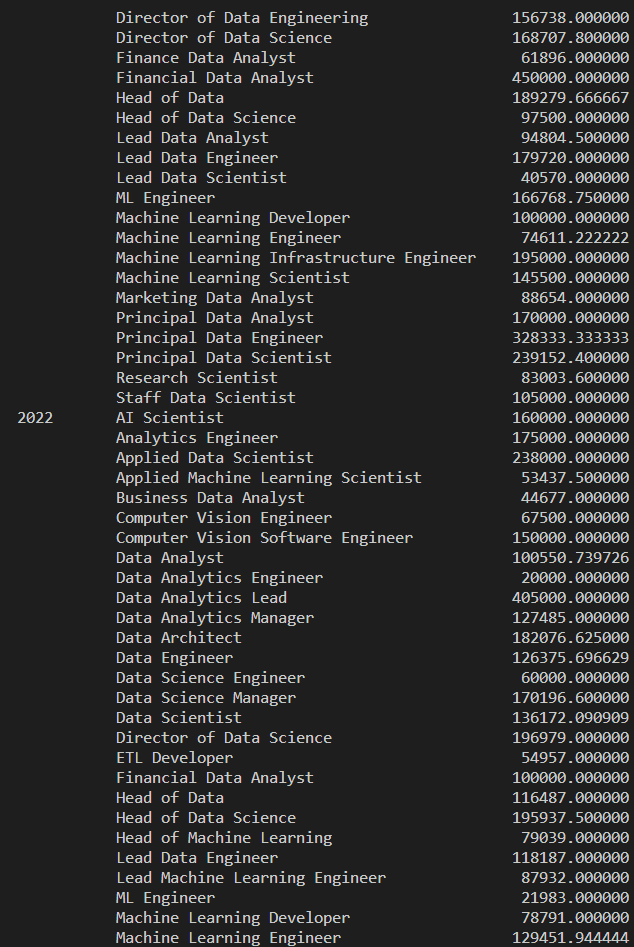 Director of Data Engineering 156738.000000
Director of Data Science 168707.800000
Finance Data Analyst 61896.000000
Financial Data Analyst 450000.000000
Head of Data 189279.666667
Head of Data Science 97500.000000
Lead Data Analyst 94804.500000
Lead Data Engineer 179720.000000
Lead Data Scientist 40570.000000
ML Engineer 166768.750000
Machine Learning Developer 100000.000000
Machine Learning Engineer 74611.222222
Machine Learning Infrastructure Engineer 195000.000000
Machine Learning Scientist 145500.000000
Marketing Data Analyst 88654.000000
Principal Data Analyst 170000.000000
Principal Data Engineer 328333.333333
Principal Data Scientist 239152.400000
Research Scientist 83003.600000
Staff Data Scientist 105000.000000
2022 AI Scientist 160000.000000
Analytics Engineer 175000.000000
Applied Data Scientist 238000.000000
Applied Machine Learning Scientist 53437.500000
Business Data Analyst 44677.000000
Computer Vision Engineer 67500.000000
Computer Vision Software Engineer 150000.000000
Data Analyst 100550.739726
Data Analytics Engineer 20000.000000
Data Analytics Lead 405000.000000
Data Analytics Manager 127485.000000
Data Architect 182076.625000
Data Engineer 126375.696629
Data Science Engineer 60000.000000
Data Science Manager 170196.600000
Data Scientist 136172.090909
Director of Data Science 196979.000000
ETL Developer 54957.000000
Financial Data Analyst 100000.000000
Head of Data 116487.000000
Head of Data Science 195937.500000
Head of Machine Learning 79039.000000
Lead Data Engineer 118187.000000
Lead Machine Learning Engineer 87932.000000
ML Engineer 21983.000000
Machine Learning Developer 78791.000000
Machine Learning Engineer 129451.944444